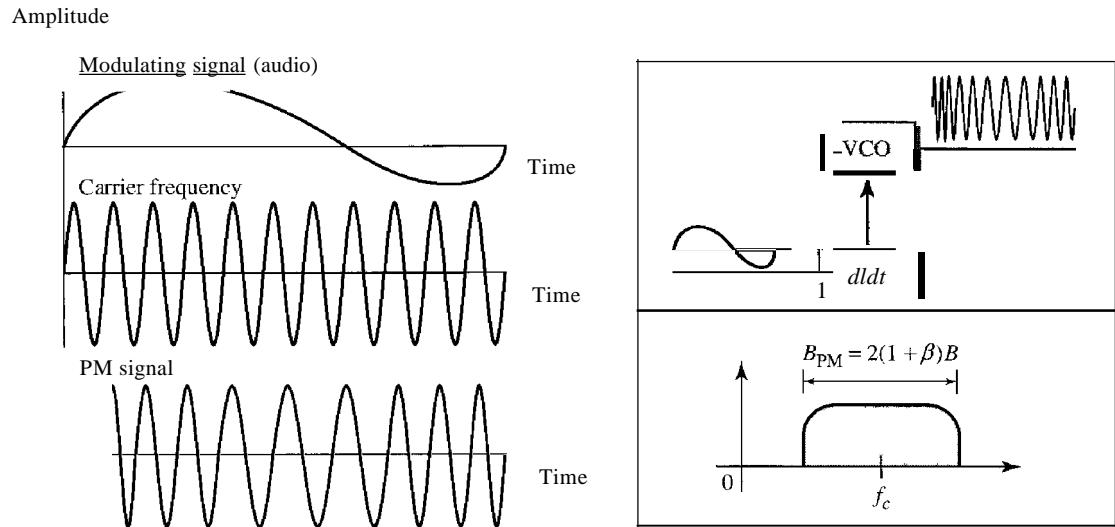 Amplitude
Modulating signal (audio)
Time
Carrier frequency
Time
PM signal
Time
–VCO
1
dldt
B_PM = 2(1 + β)B
0
f_c